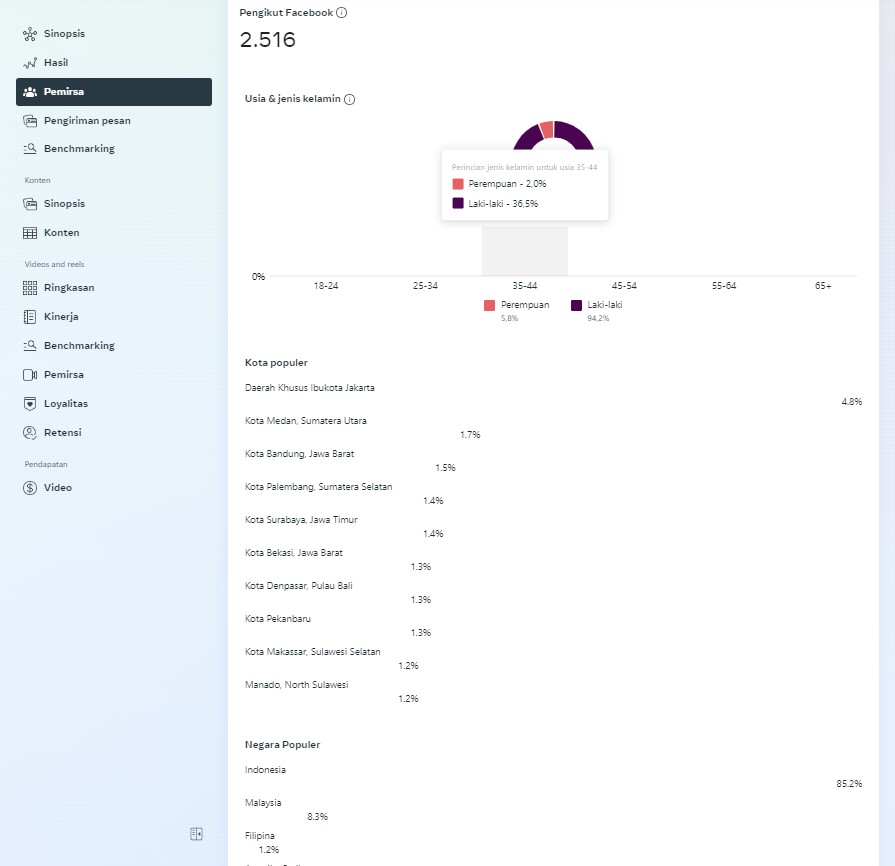 Sinopsis
Hasil
Pemirsa
Pengiriman pesan
Benchmarking
Konten
Sinopsis
Konten
Videos and reels
Ringkasan
Kinerja
Benchmarking
Pemirsa
Loyalitas
Retensi
Pendapatan
Video
Pengikut Facebook
2.516
Usia & jenis kelamin
Perincian jenis kelamin untuk usia 35-44
Perempuan - 2,0%
Laki-laki - 36,5%
0%
18-24 25-34 35-44 45-54 55-64 65+
Perempuan Laki-laki
5,8% 94,2%
Kota populer
Daerah Khusus Ibukota Jakarta
4.8%
Kota Medan, Sumatera Utara
1.7%
Kota Bandung, Jawa Barat
1.5%
Kota Palembang, Sumatera Selatan
1.4%
Kota Surabaya, Jawa Timur
1.4%
Kota Bekasi, Jawa Barat
1.3%
Kota Denpasar, Pulau Bali
1.3%
Kota Pekanbaru
1.3%
Kota Makassar, Sulawesi Selatan
1.2%
Manado, North Sulawesi
1.2%
Negara Populer
Indonesia
85.2%
Malaysia
8.3%
Filipina
1.2%